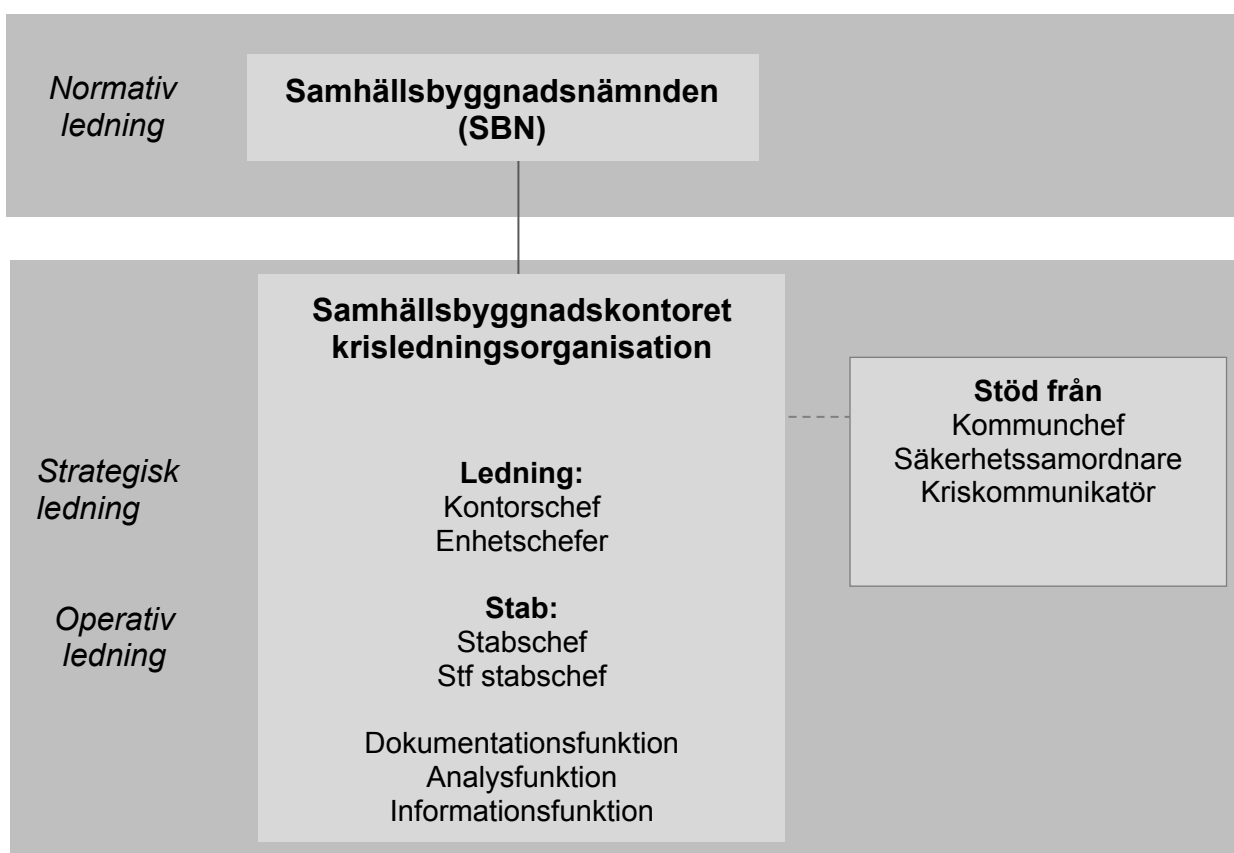 Normativ
ledning
Samhällsbyggnadsnämnden
(SBN)
Samhällsbyggnadskontoret
krisledningsorganisation
Stöd från
Kommunchef
Säkerhetssamordnare
Kriskommunikatör
Strategisk
ledning
Ledning:
Kontorschef
Enhetschefer
Operativ
ledning
Stab:
Stabschef
Stf stabschef
Dokumentationsfunktion
Analysfunktion
Informationsfunktion